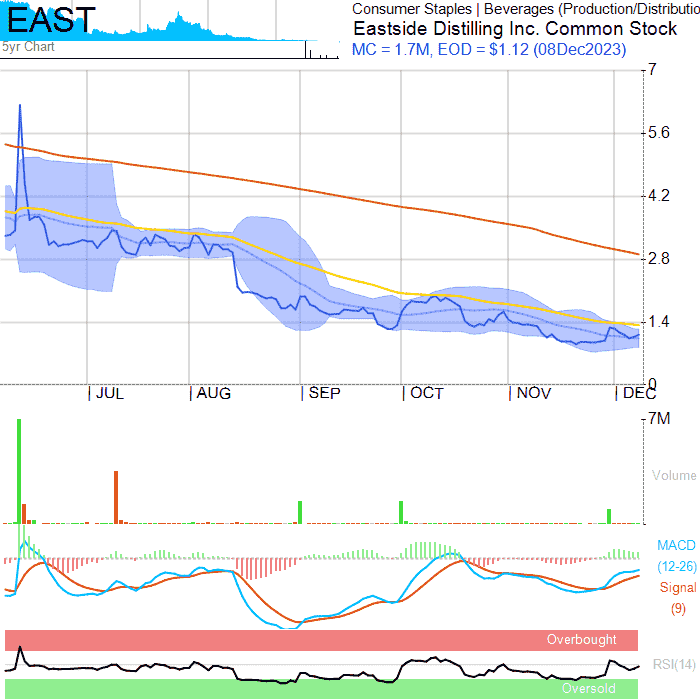 EAST
5yr Chart
Consumer Staples | Beverages (Production/Distributio
Eastside Distilling Inc. Common Stock
MC = 1.7M, EOD = $1.12 (08Dec2023)
7
5.6
4.2
2.8
1.4
0
JUL
AUG
SEP
OCT
NOV
DEC
7M
Volume
MACD
(12-26)
Signal
(9)
Overbought
RSI(14)
Oversold